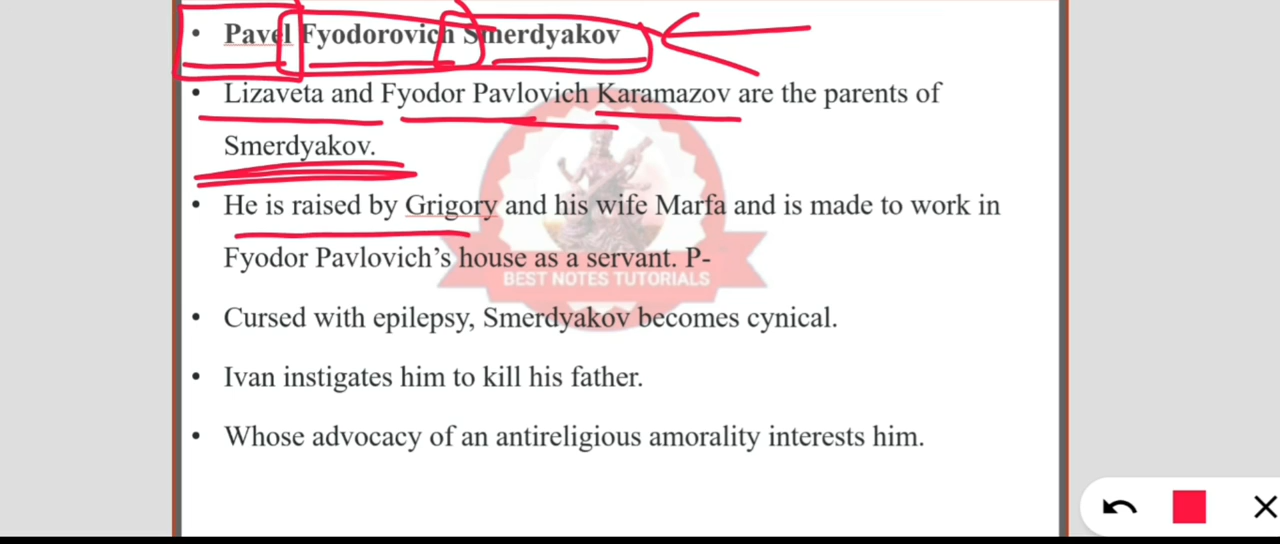 • Pavel Fyodorovich Smerdyakov
• Lizaveta and Fyodor Pavlovich Karamazov are the parents of
Smerdyakov.
• He is raised by Grigory and his wife Marfa and is made to work in
Fyodor Pavlovich's house as a servant. P-
BEST NOTES TUTORIALS
• Cursed with epilepsy, Smerdyakov becomes cynical.
• Ivan instigates him to kill his father.
• Whose advocacy of an antireligious amorality interests him.